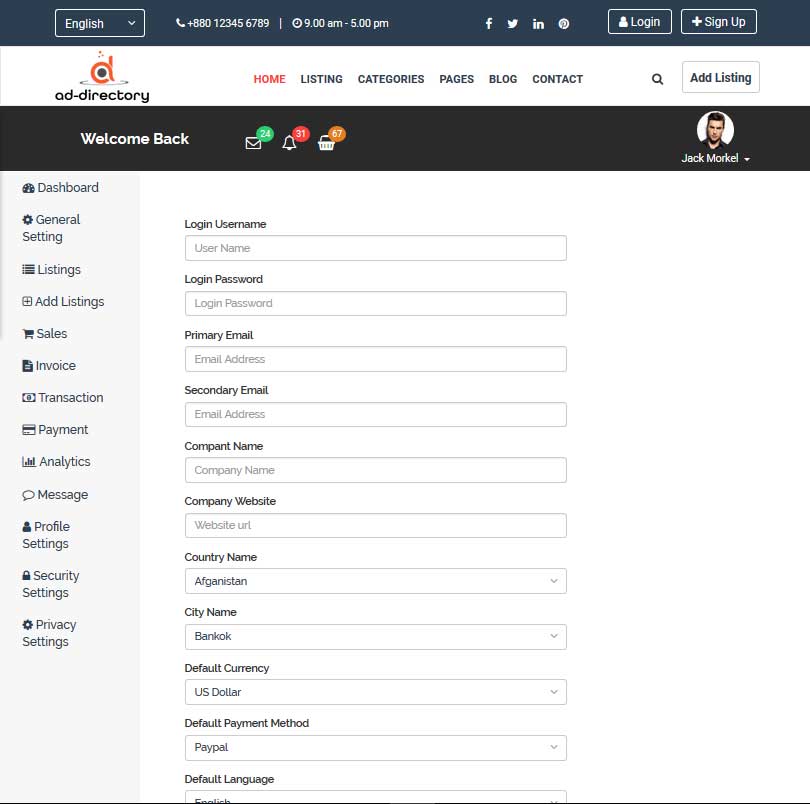 English
+880 12345 6789 | 9.00 am - 5.00 pm
Login
Sign Up
ad-directory
HOME LISTING CATEGORIES PAGES BLOG CONTACT
Add Listing
Welcome Back
24
31
67
Jack Morkel
Dashboard
General
Setting
Listings
Add Listings
Sales
Invoice
Transaction
Payment
Analytics
Message
Profile
Settings
Security
Settings
Privacy
Settings
Login Username
User Name
Login Password
Login Password
Primary Email
Email Address
Secondary Email
Email Address
Compant Name
Company Name
Company Website
Website url
Country Name
Afganistan
City Name
Bankok
Default Currency
US Dollar
Default Payment Method
Paypal
Default Language
English